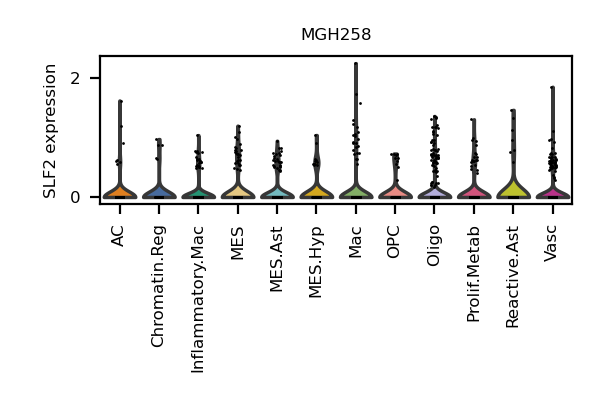 MGH258
SLF2 expression
2
0
AC
Chromatin.Reg
Inflammatory.Mac
MES
MES.Ast
MES.Hyp
Mac
OPC
Oligo
Prolif.Metab
Reactive.Ast
Vasc